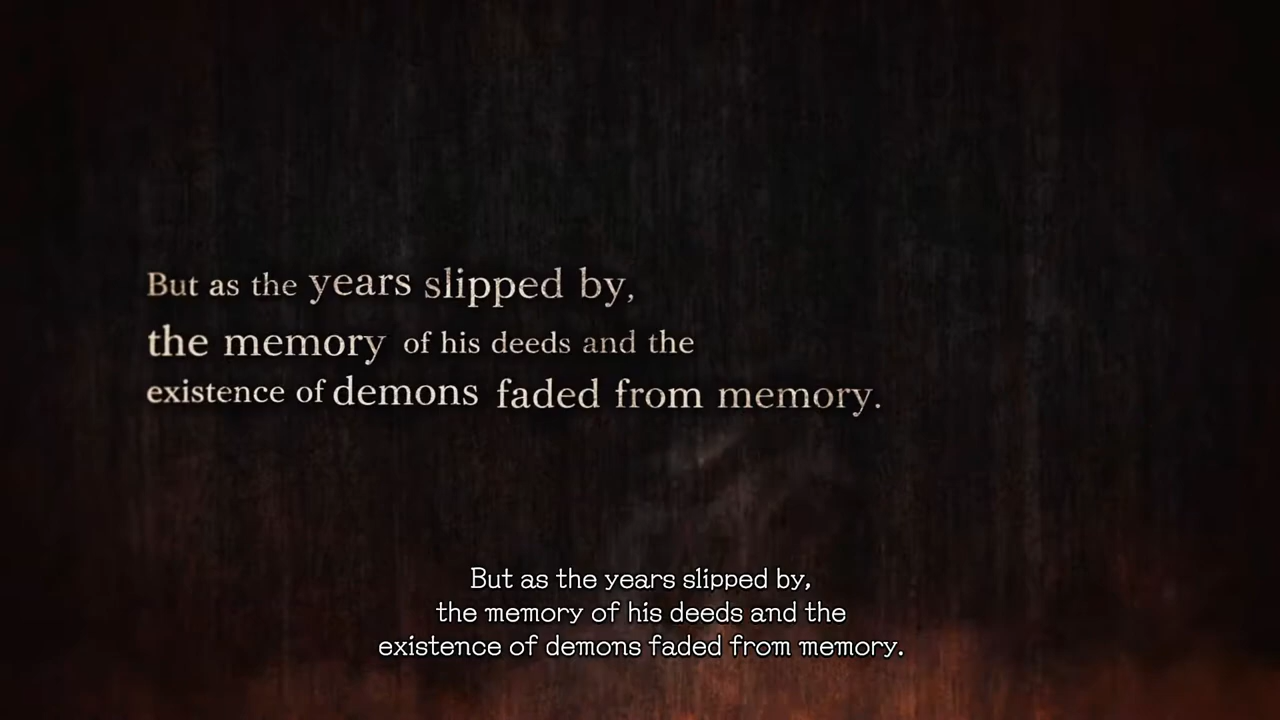 But as the years slipped by,
the memory of his deeds and the
existence of demons faded from memory.
But as the years slipped by,
the memory of his deeds and the
existence of demons faded from memory.